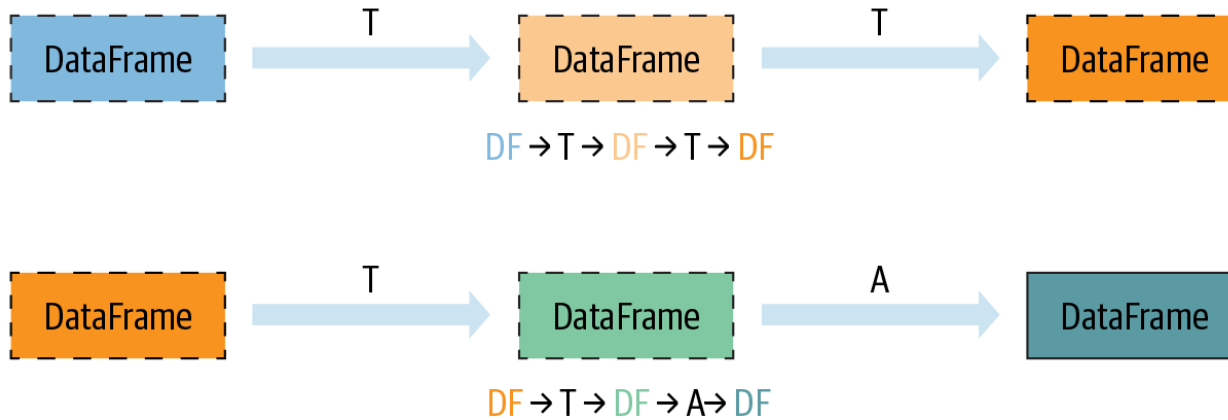 T T
DataFrame DataFrame DataFrame
DF → T → DF → T → DF
T A
DataFrame DataFrame DataFrame
DF → T → DF → A → DF